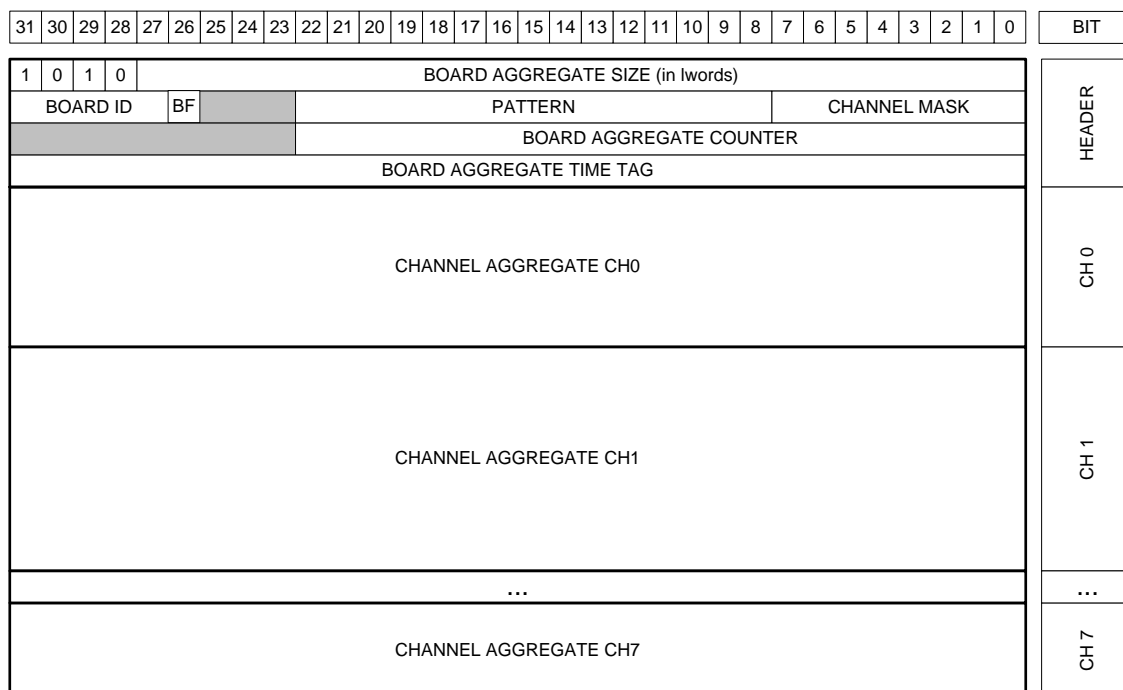 31 30 29 28 27 26 25 24 23 22 21 20 19 18 17 16 15 14 13 12 11 10 9 8 7 6 5 4 3 2 1 0 BIT
1 0 1 0 BOARD AGGREGATE SIZE (in lwords)
BOARD ID BF PATTERN CHANNEL MASK
BOARD AGGREGATE COUNTER
BOARD AGGREGATE TIME TAG
HEADER
CHANNEL AGGREGATE CH0 CH 0
CHANNEL AGGREGATE CH1 CH 1
... ...
CHANNEL AGGREGATE CH7 CH 7